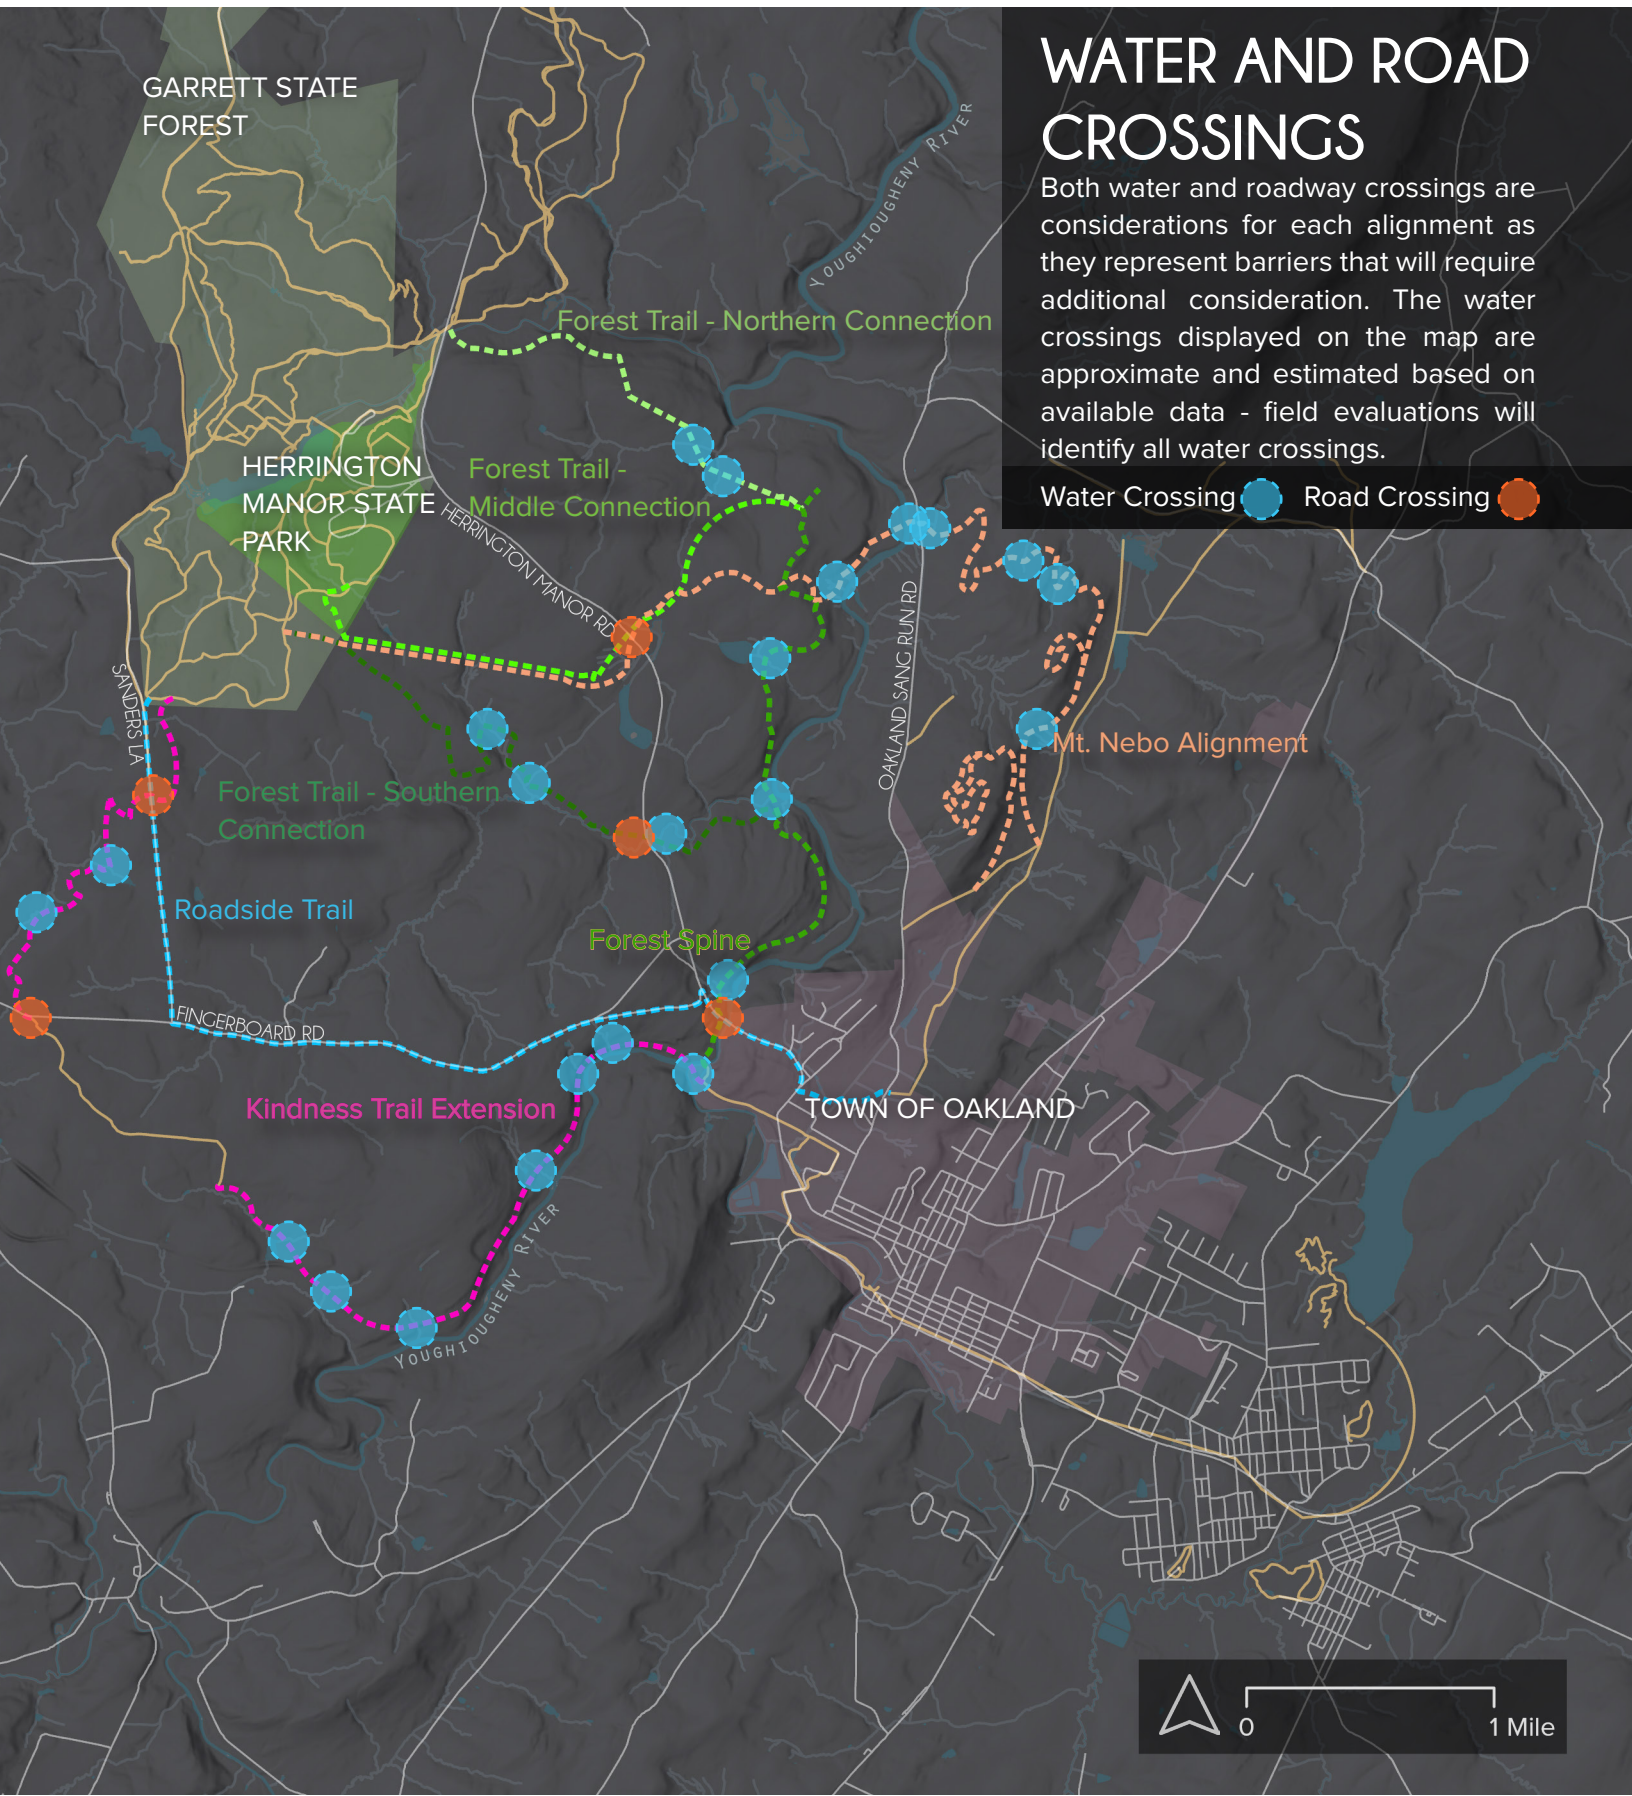 WATER AND ROAD
CROSSINGS
Both water and roadway crossings are
considerations for each alignment as
they represent barriers that will require
additional consideration. The water
crossings displayed on the map are
approximate and estimated based on
available data - field evaluations will
identify all water crossings.
Water Crossing
Road Crossing
GARRETT STATE
FOREST
YOUGHIOUGHENY RIVER
Forest Trail - Northern Connection
HERRINGTON
MANOR STATE
PARK
Forest Trail -
Middle Connection
HERRINGTON MANOR RD
OAKLAND SANG RUN RD
SANDERS LA
Mt. Nebo Alignment
Forest Trail - Southern
Connection
Roadside Trail
Forest Spine
FINGERBOARD RD
Kindness Trail Extension
TOWN OF OAKLAND
YOUGHIOUGHENY RIVER
0
1 Mile